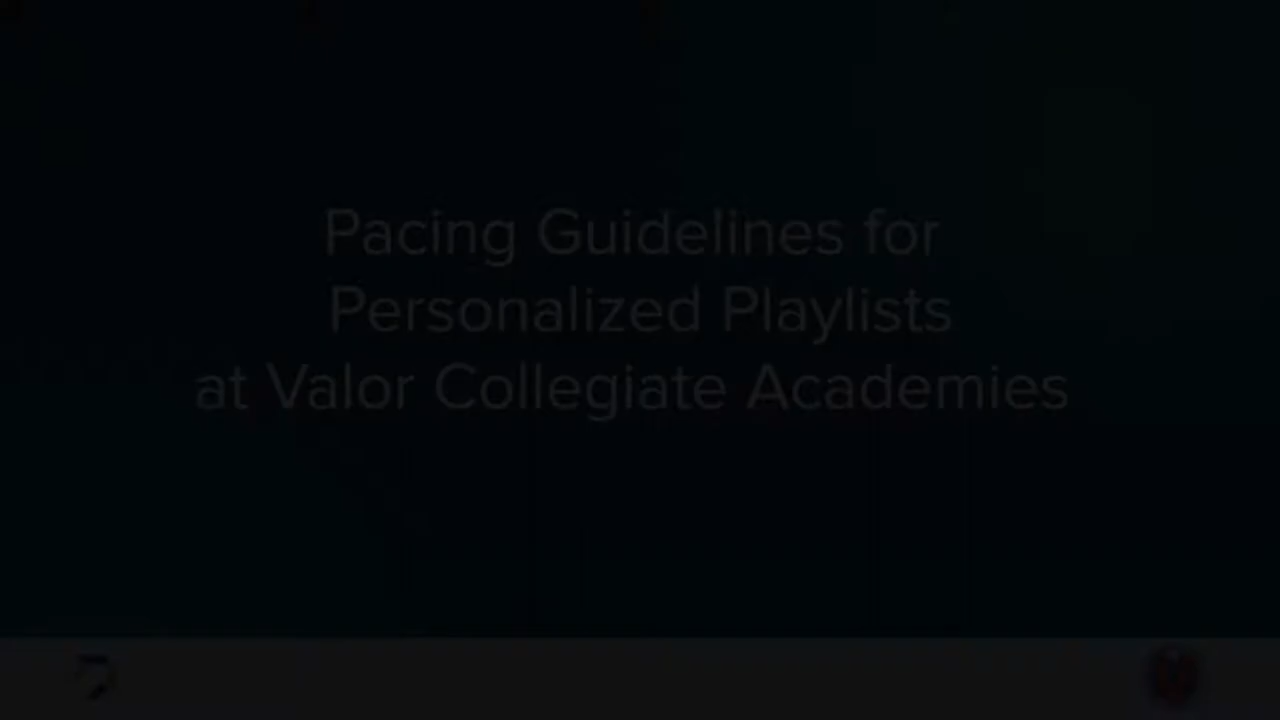 Pacing Guidelines for
Personalized Playlists
at Valor Collegiate Academies